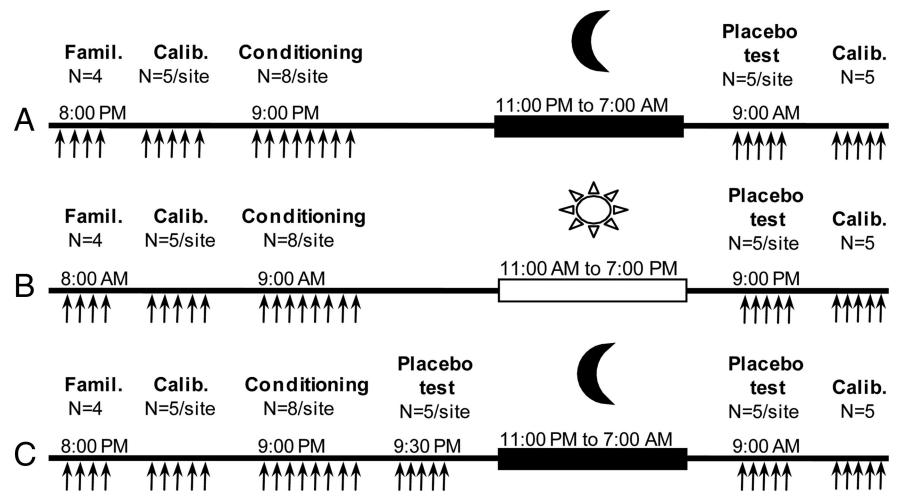 Famil. Calib. Conditioning Placebo test Calib.
N=4 N=5/site N=8/site N=5/site N=5
A 8:00 PM 9:00 PM 11:00 PM to 7:00 AM 9:00 AM
Famil. Calib. Conditioning Placebo test Calib.
N=4 N=5/site N=8/site N=5/site N=5
B 8:00 AM 9:00 AM 11:00 AM to 7:00 PM 9:00 PM
Famil. Calib. Conditioning Placebo test Placebo test Calib.
N=4 N=5/site N=8/site N=5/site N=5/site N=5
C 8:00 PM 9:00 PM 9:30 PM 11:00 PM to 7:00 AM 9:00 AM